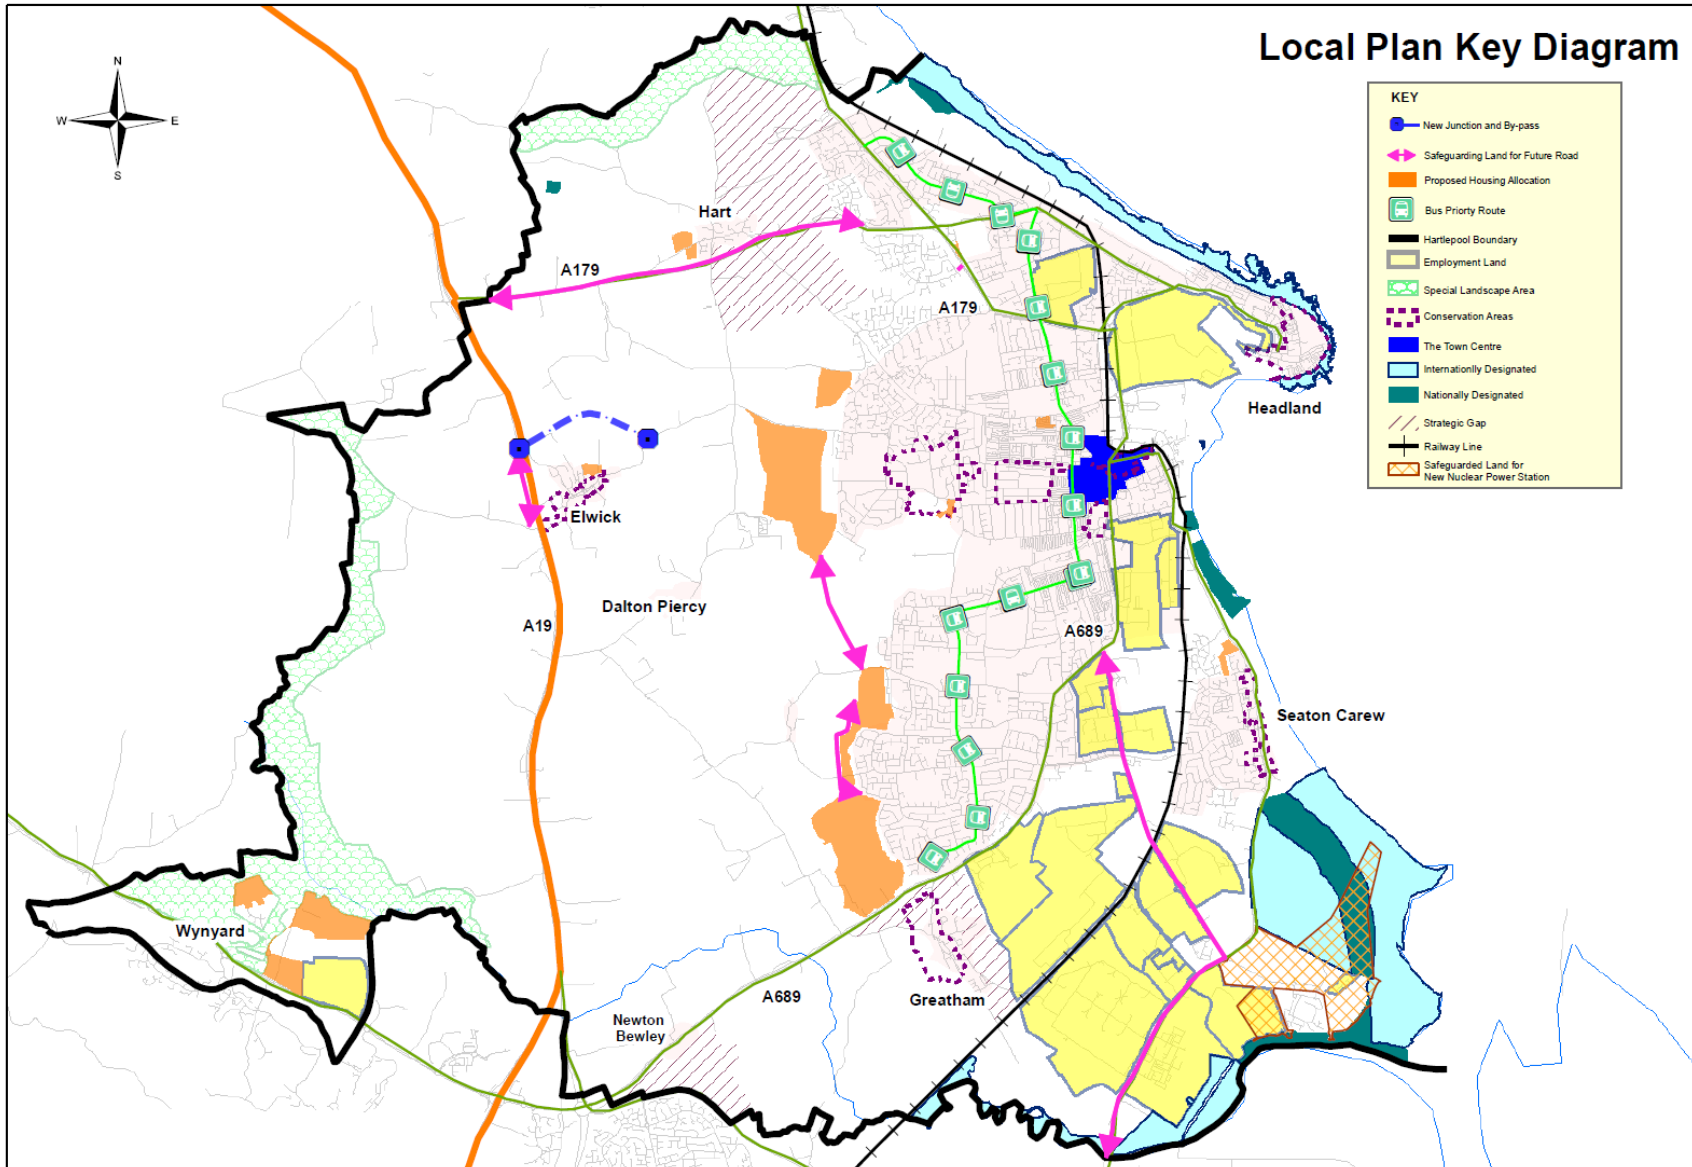 Local Plan Key Diagram
KEY
New Junction and By-pass
Safeguarding Land for Future Road
Proposed Housing Allocation
Bus Priorty Route
Hartlepool Boundary
Employment Land
Special Landscape Area
Conservation Areas
The Town Centre
Internationlly Designated
Nationally Designated
Strategic Gap
Railway Line
Safeguarded Land for
New Nuclear Power Station
N
W
E
S
Hart
A179
A179
Headland
Elwick
Dalton Piercy
A19
A689
Seaton Carew
Wynyard
Greatham
A689
Newton
Bewley